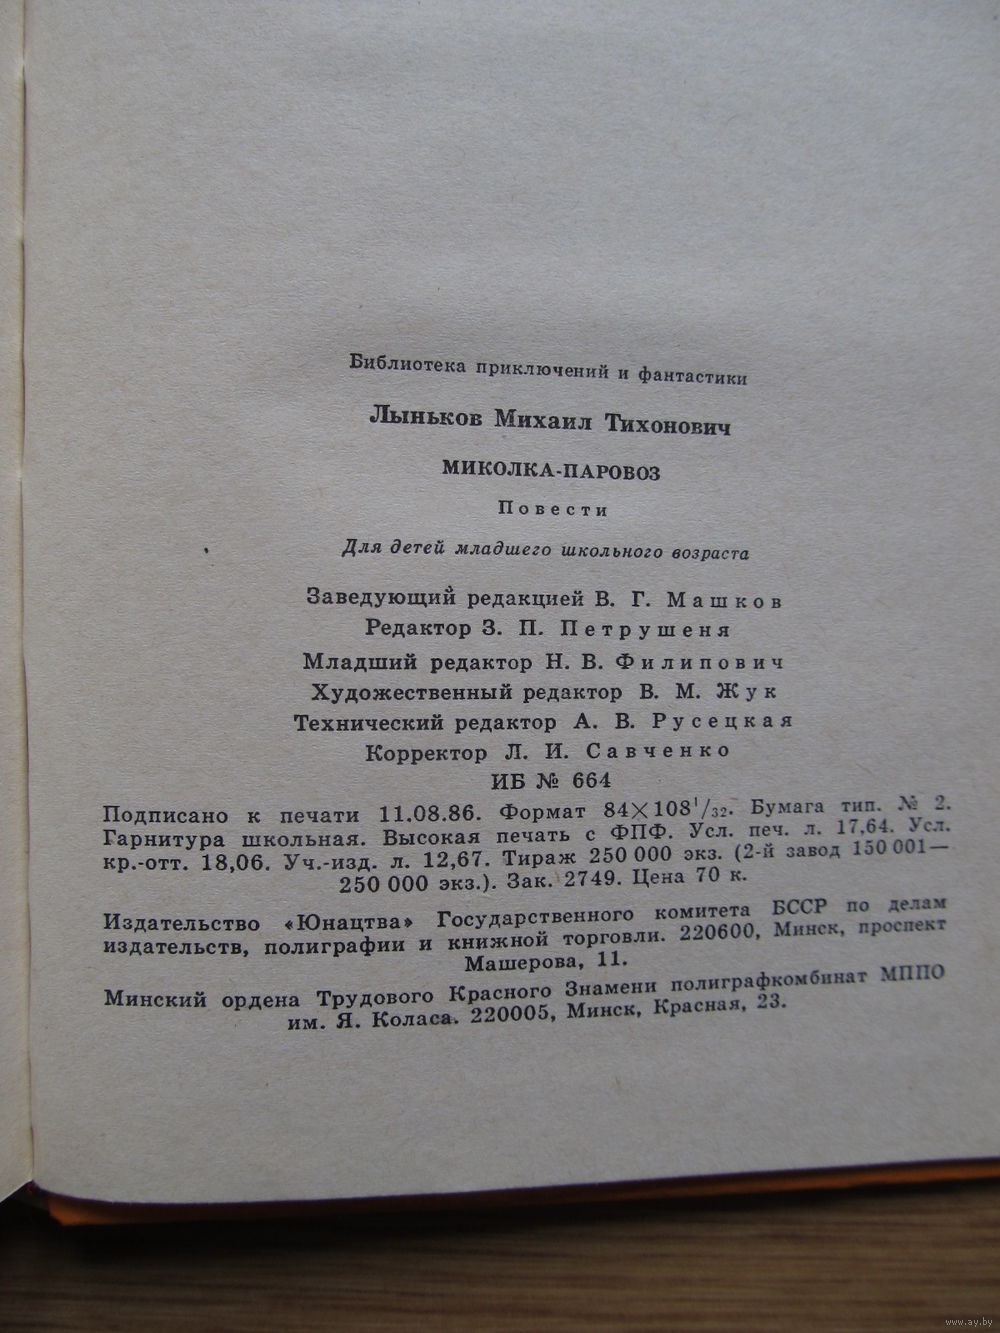 Библиотека приключений и фантастики
Лыньков Михаил Тихонович
МИКОЛКА-ПАРОВОЗ
Повести
Для детей младшего школьного возраста
Заведующий редакцией В. Г. Машков
Редактор З. П. Петрушеня
Младший редактор Н. В. Филипович
Художественный редактор В. М. Жук
Технический редактор А. В. Русецкая
Корректор Л. И. Савченко
ИБ № 664
Подписано к печати 11.08.86. Формат 84×108¹/₃₂. Бумага тип. № 2.
Гарнитура школьная. Высокая печать с ФПФ. Усл. печ. л. 17,64. Усл.
кр.-отт. 18,06. Уч.-изд. л. 12,67. Тираж 250 000 экз. (2-й завод 150 001—
250 000 экз.). Зак. 2749. Цена 70 к.
Издательство «Юнацтва» Государственного комитета БССР по делам
издательств, полиграфии и книжной торговли. 220600, Минск, проспект
Машерова, 11.
Минский ордена Трудового Красного Знамени полиграфкомбинат МППО
им. Я. Коласа. 220005, Минск, Красная, 23.
www.ay.by